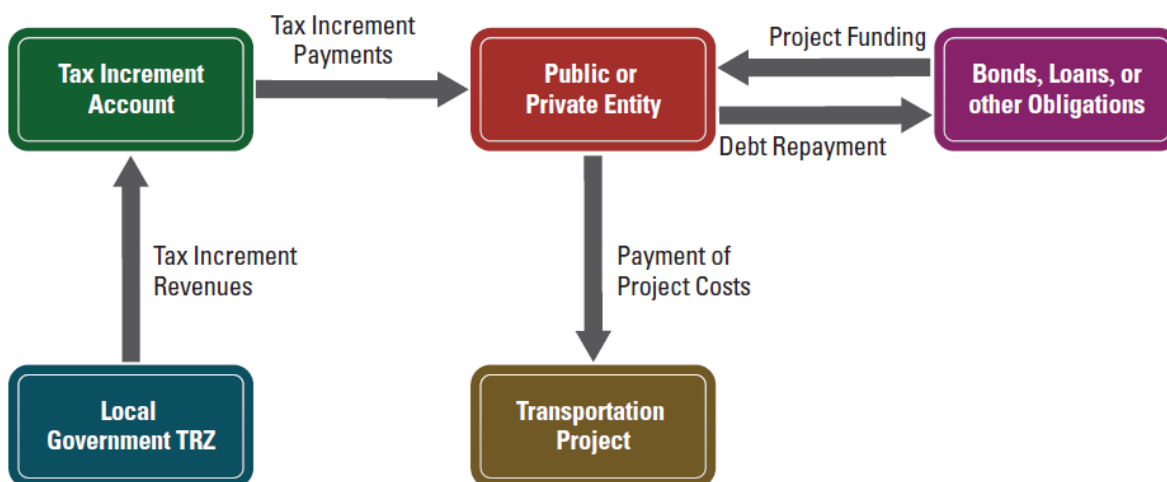 Tax Increment
Payments
Project Funding
Tax Increment
Account
Public or
Private Entity
Bonds, Loans, or
other Obligations
Debt Repayment
Tax Increment
Revenues
Payment of
Project Costs
Local
Government TRZ
Transportation
Project